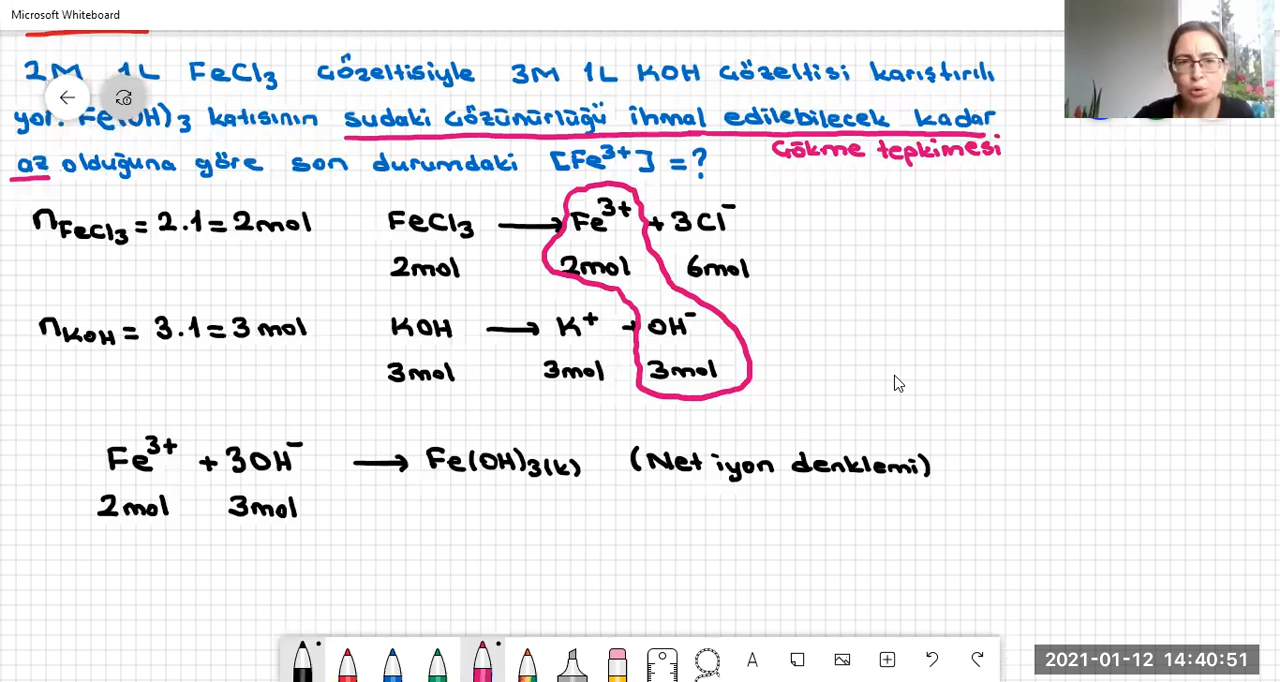 Microsoft Whiteboard
2M 1L FeCl3 çözeltisiyle 3M 1L KOH çözeltisi karıştırılı
yor. Fe(OH)3 katısının sudaki çözünürlüğü ihmal edilebilecek kadar
az olduğuna göre son durumdaki [Fe³⁺] = ?
Çökme tepkimesi
nFeCl3 = 2.1 = 2mol FeCl3 → Fe³⁺ + 3Cl⁻
2mol 2mol 6mol
nKOH = 3.1 = 3 mol KOH → K⁺ + OH⁻
3mol 3mol 3mol
Fe³⁺ + 3OH⁻ → Fe(OH)3(k) (Net iyon denklemi)
2mol 3mol
A
2021-01-12 14:40:51